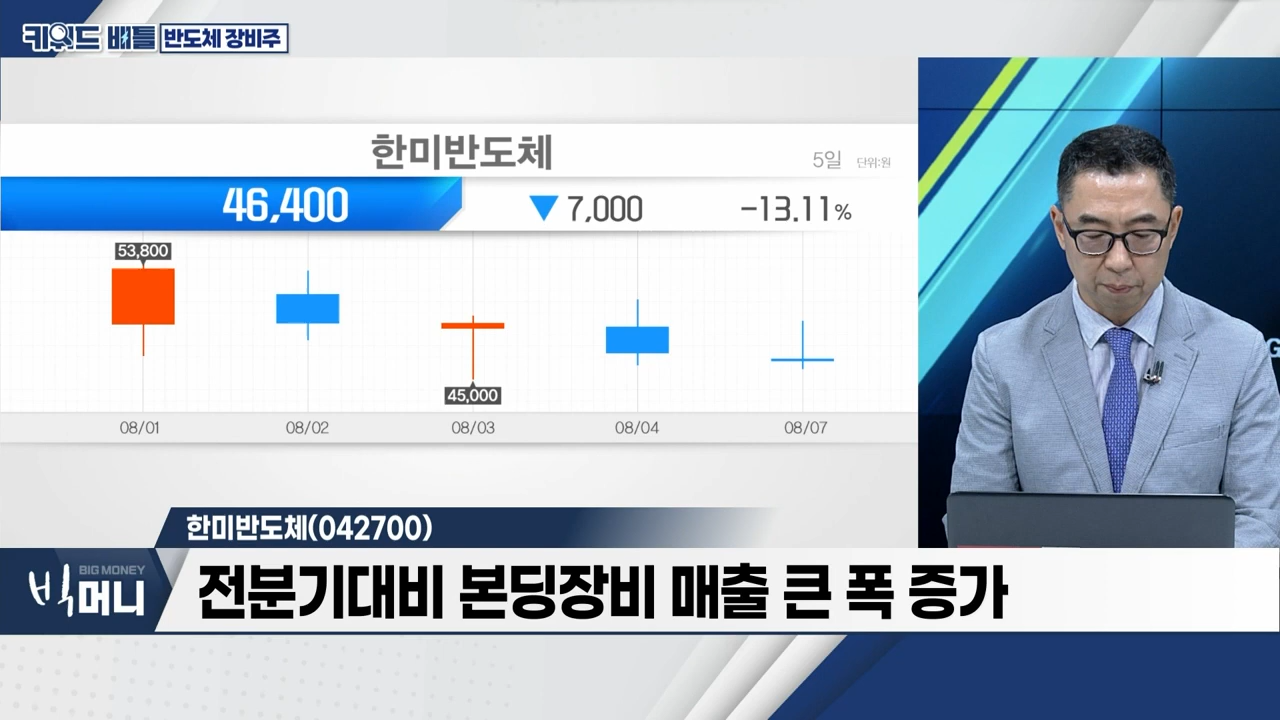 키워드 배틀 반도체 장비주
한미반도체
5일 단위:원
46,400 ▼ 7,000 -13.11%
53,800
45,000
08/01 08/02 08/03 08/04 08/07
한미반도체(042700)
BIG MONEY
빅머니
전분기대비 본딩장비 매출 큰 폭 증가
G